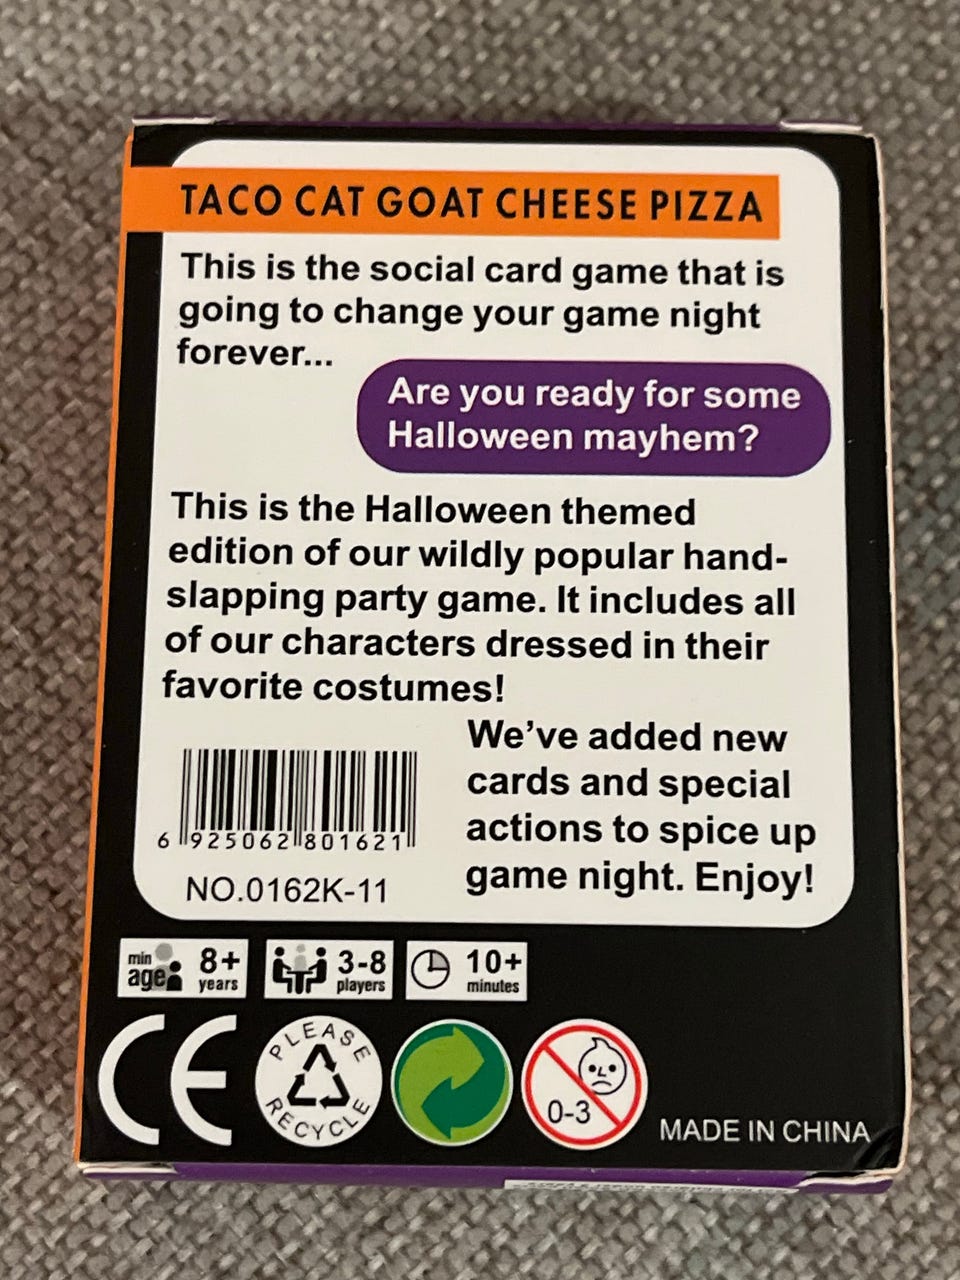 TACO CAT GOAT CHEESE PIZZA
This is the social card game that is
going to change your game night
forever...
Are you ready for some
Halloween mayhem?
This is the Halloween themed
edition of our wildly popular hand-
slapping party game. It includes all
of our characters dressed in their
favorite costumes!
We've added new
cards and special
actions to spice up
game night. Enjoy!
6 925062 801621
NO.0162K-11
min age 8+ years
3-8 players
10+ minutes
CE
PLEASE RECYCLE
0-3
MADE IN CHINA